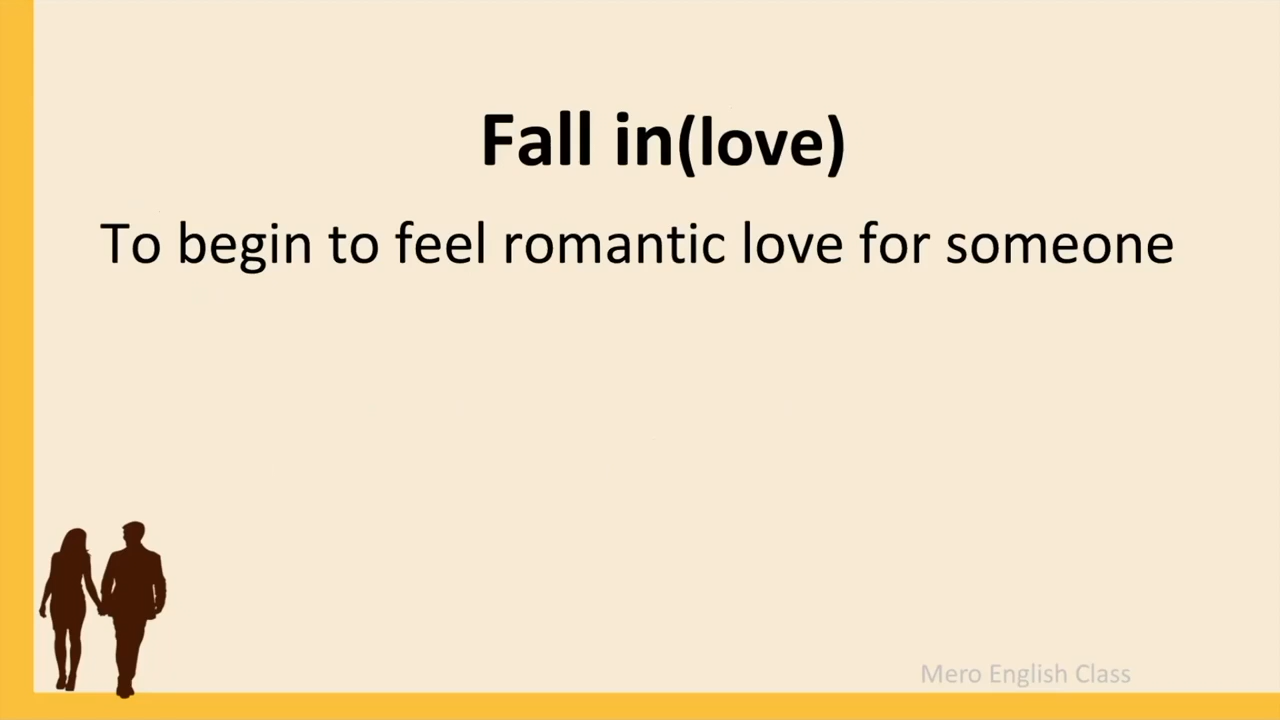 Fall in(love)
To begin to feel romantic love for someone
Mero English Class